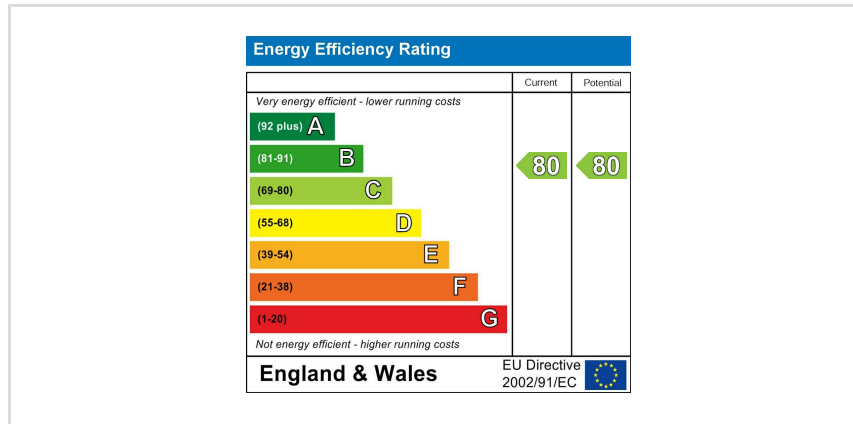 Energy Efficiency Rating
Current Potential
Very energy efficient - lower running costs
(92 plus) A
(81-91) B
80 80
(69-80) C
(55-68) D
(39-54) E
(21-38) F
(1-20) G
Not energy efficient - higher running costs
England & Wales
EU Directive
2002/91/EC